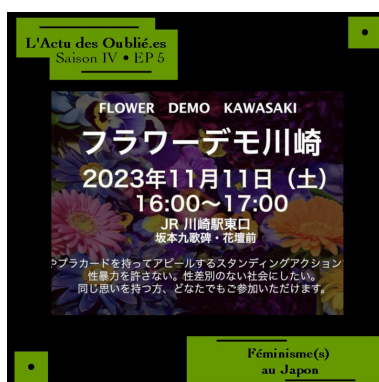 L'Actu des Oublié.es
Saison IV • EP 5
FLOWER DEMO KAWASAKI
フラワーデモ川崎
2023年11月11日（土）
16:00〜17:00
JR 川崎駅東口
坂本九歌碑・花壇前
やプラカードを持ってアピールするスタンディングアクション
性暴力を許さない。性差別のない社会にしたい。
同じ思いを持つ方、どなたでもご参加いただけます。
Féminisme(s)
au Japon